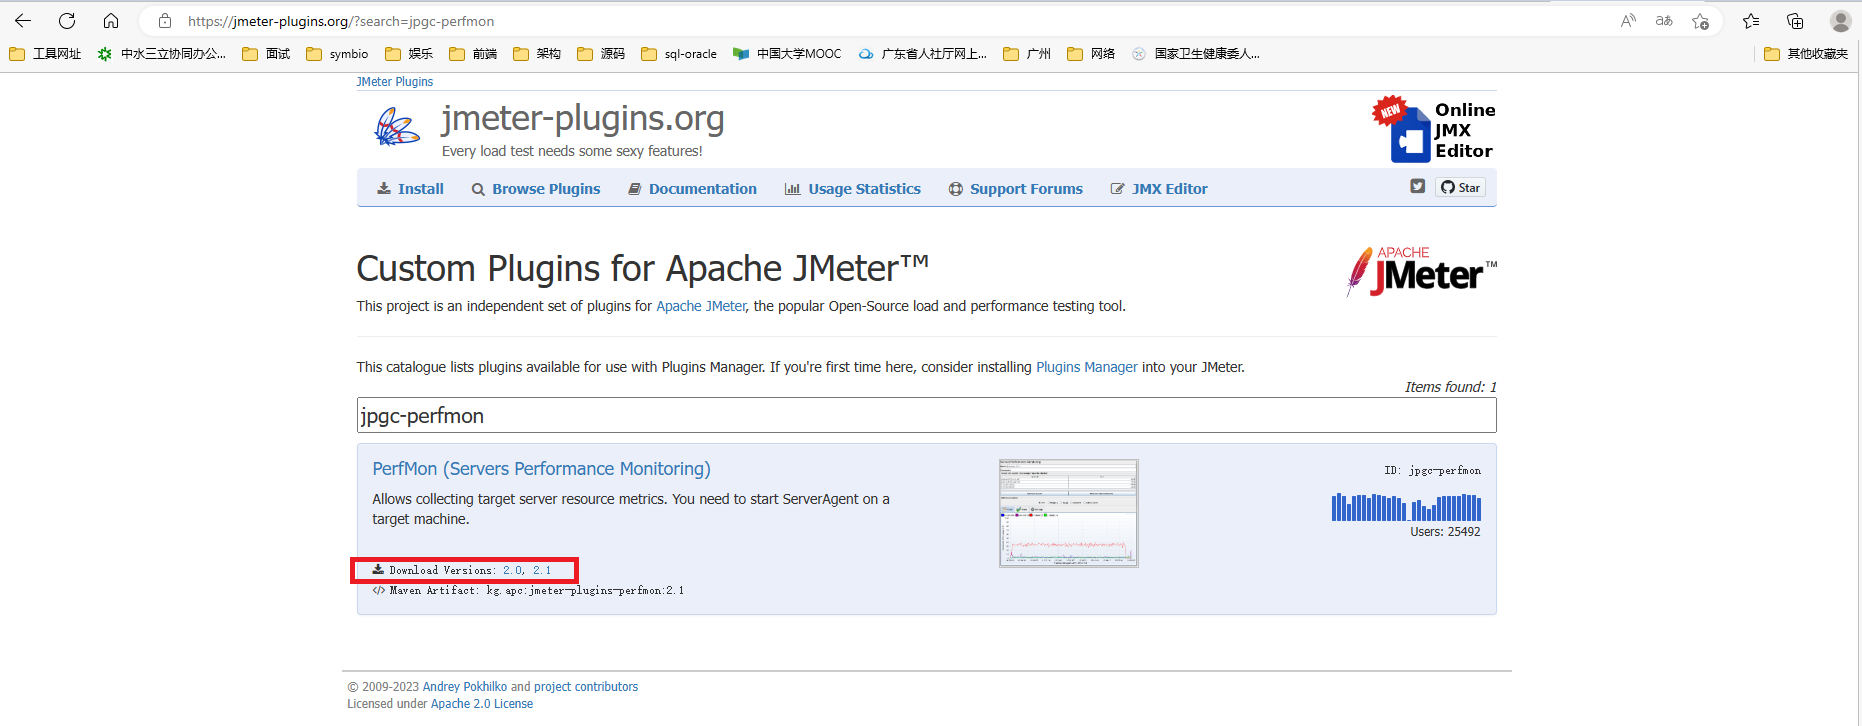 https://jmeter-plugins.org/?search=jpgc-perfmon
工具网址 中水三立协同办公... 面试 symbio 娱乐 前端 架构 源码 sql-oracle 中国大学MOOC 广东省人社厅网上... 广州 网络 国家卫生健康委人... 其他收藏夹
JMeter Plugins
jmeter-plugins.org
Every load test needs some sexy features!
NEW
Online
JMX
Editor
Install Browse Plugins Documentation Usage Statistics Support Forums JMX Editor Star
Custom Plugins for Apache JMeter™
APACHE
JMeter™
This project is an independent set of plugins for Apache JMeter, the popular Open-Source load and performance testing tool.
This catalogue lists plugins available for use with Plugins Manager. If you're first time here, consider installing Plugins Manager into your JMeter.
Items found: 1
jpgc-perfmon
PerfMon (Servers Performance Monitoring)
ID: jpgc-perfmon
Allows collecting target server resource metrics. You need to start ServerAgent on a
target machine.
Users: 25492
Download Versions: 2.0, 2.1
</> Maven Artifact: kg.apc:jmeter-plugins-perfmon:2.1
© 2009-2023 Andrey Pokhilko and project contributors
Licensed under Apache 2.0 License